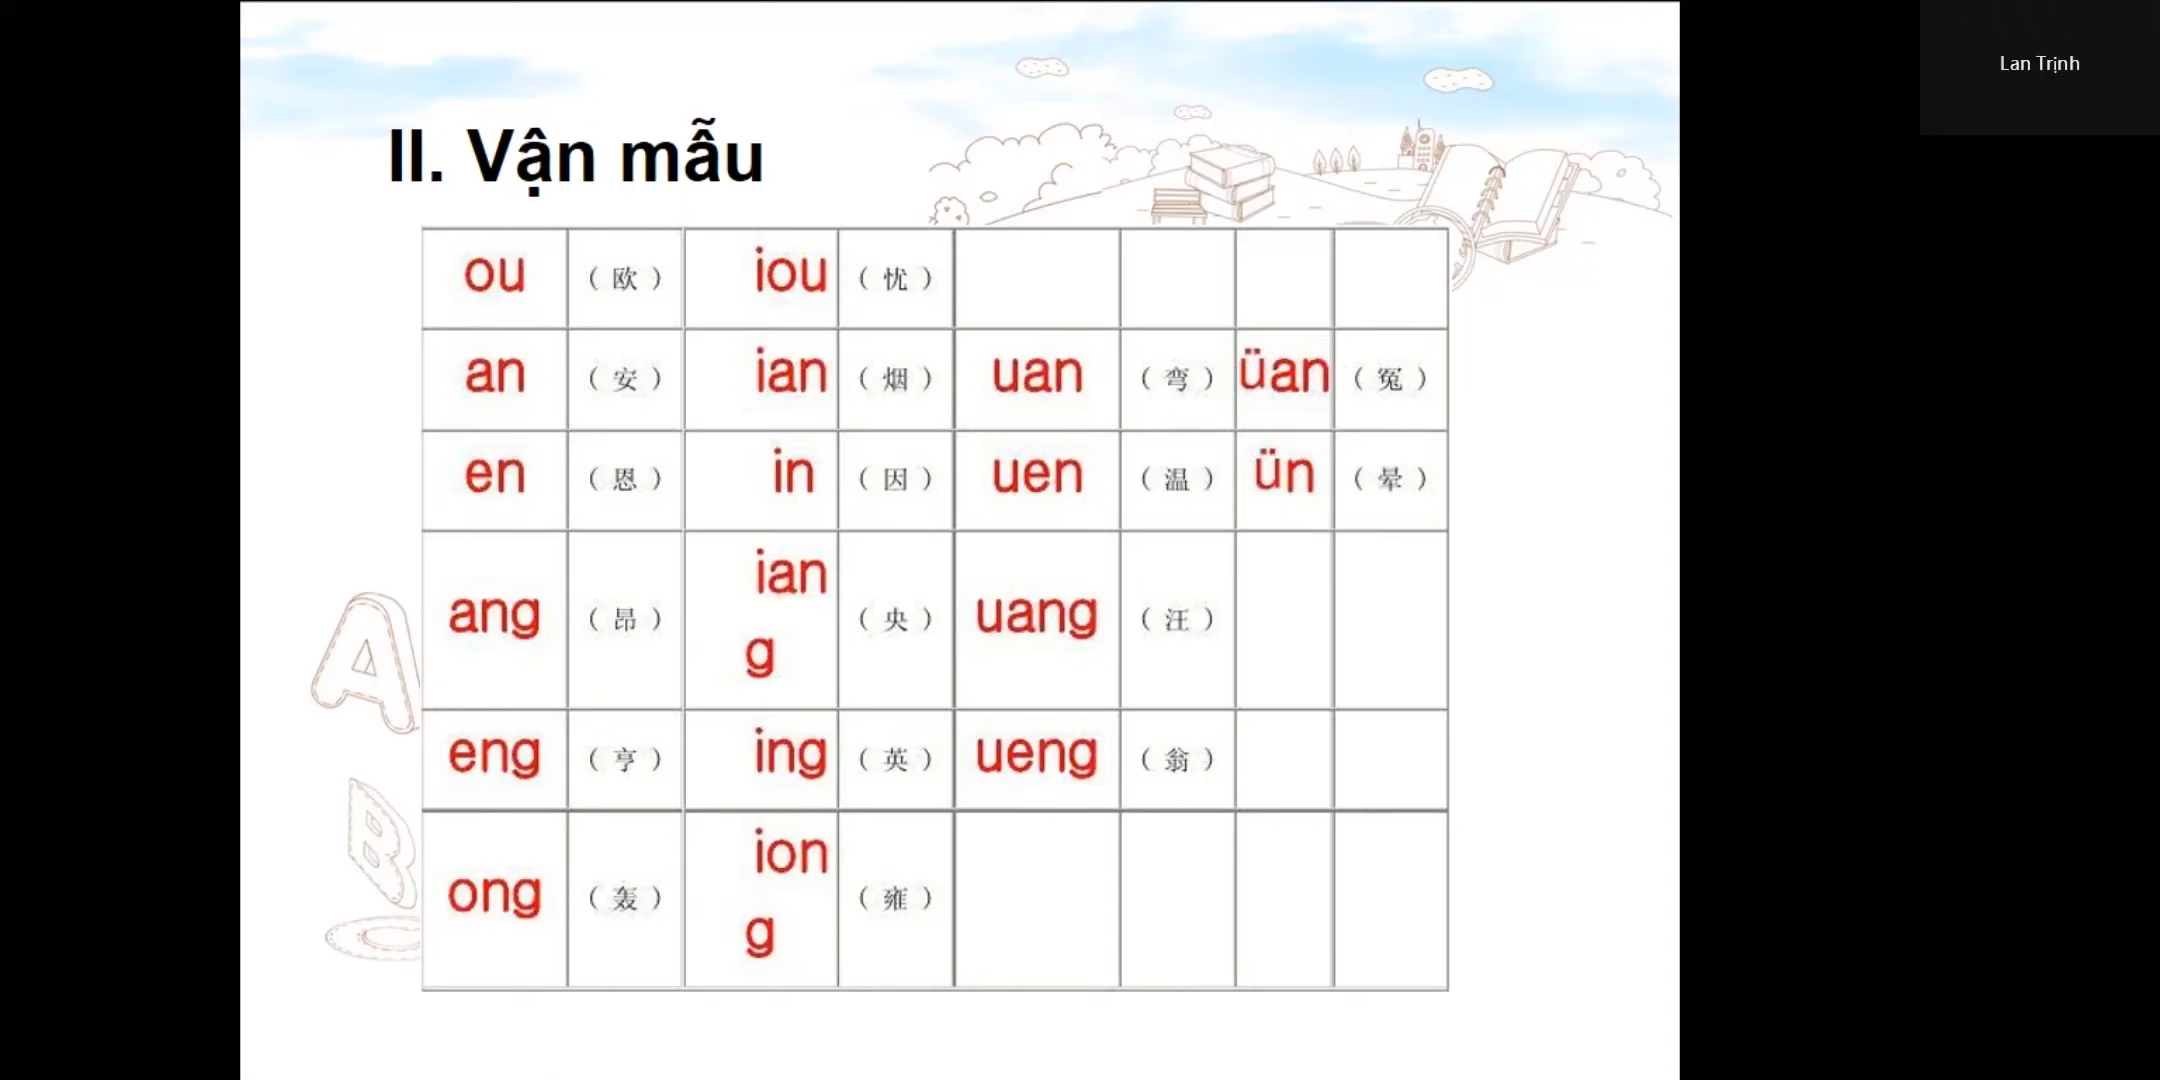 Lan Trịnh
II. Vận mẫu
ou （欧） iou （忧）
an （安） ian （烟） uan （弯） üan （冤）
en （恩） in （因） uen （温） ün （晕）
ang （昂） ian
g （央） uang （汪）
eng （亨） ing （英） ueng （翁）
ong （轰） ion
g （雍）
A
B